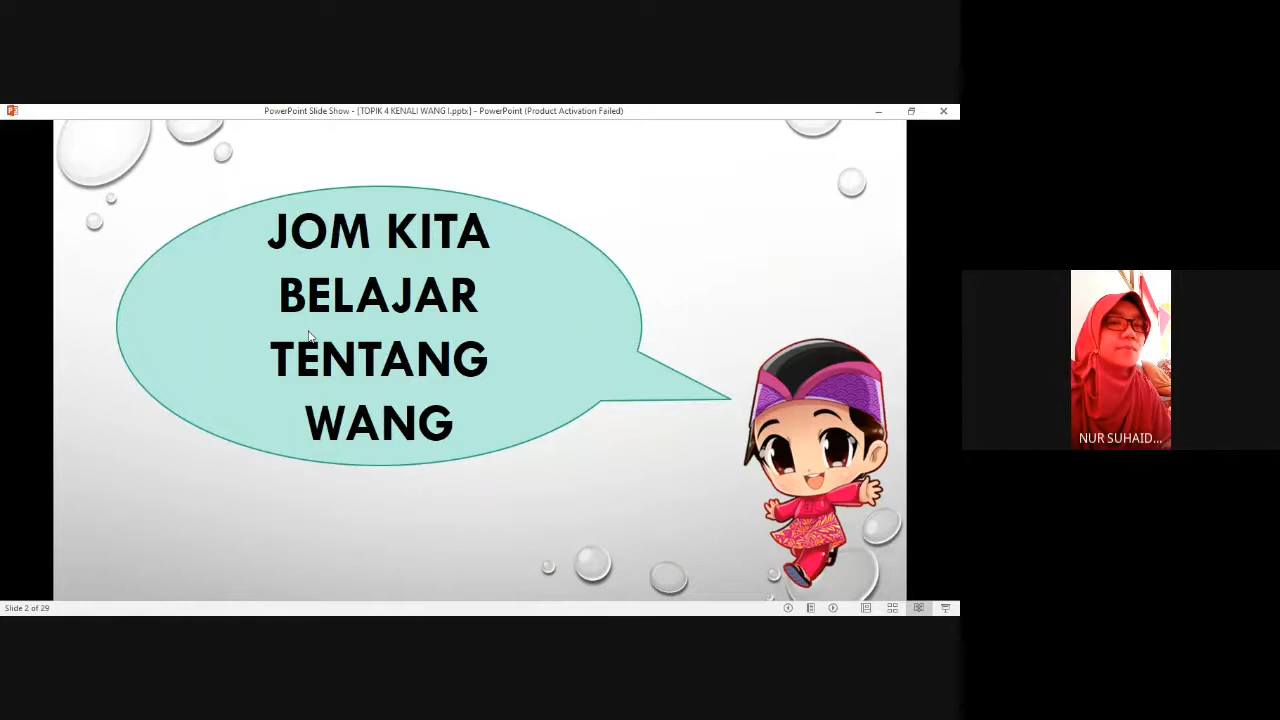 PowerPoint Slide Show - [TOPIK 4 KENALI WANG I.pptx] - PowerPoint (Product Activation Failed)
JOM KITA
BELAJAR
TENTANG
WANG
NUR SUHAID...
Slide 2 of 29